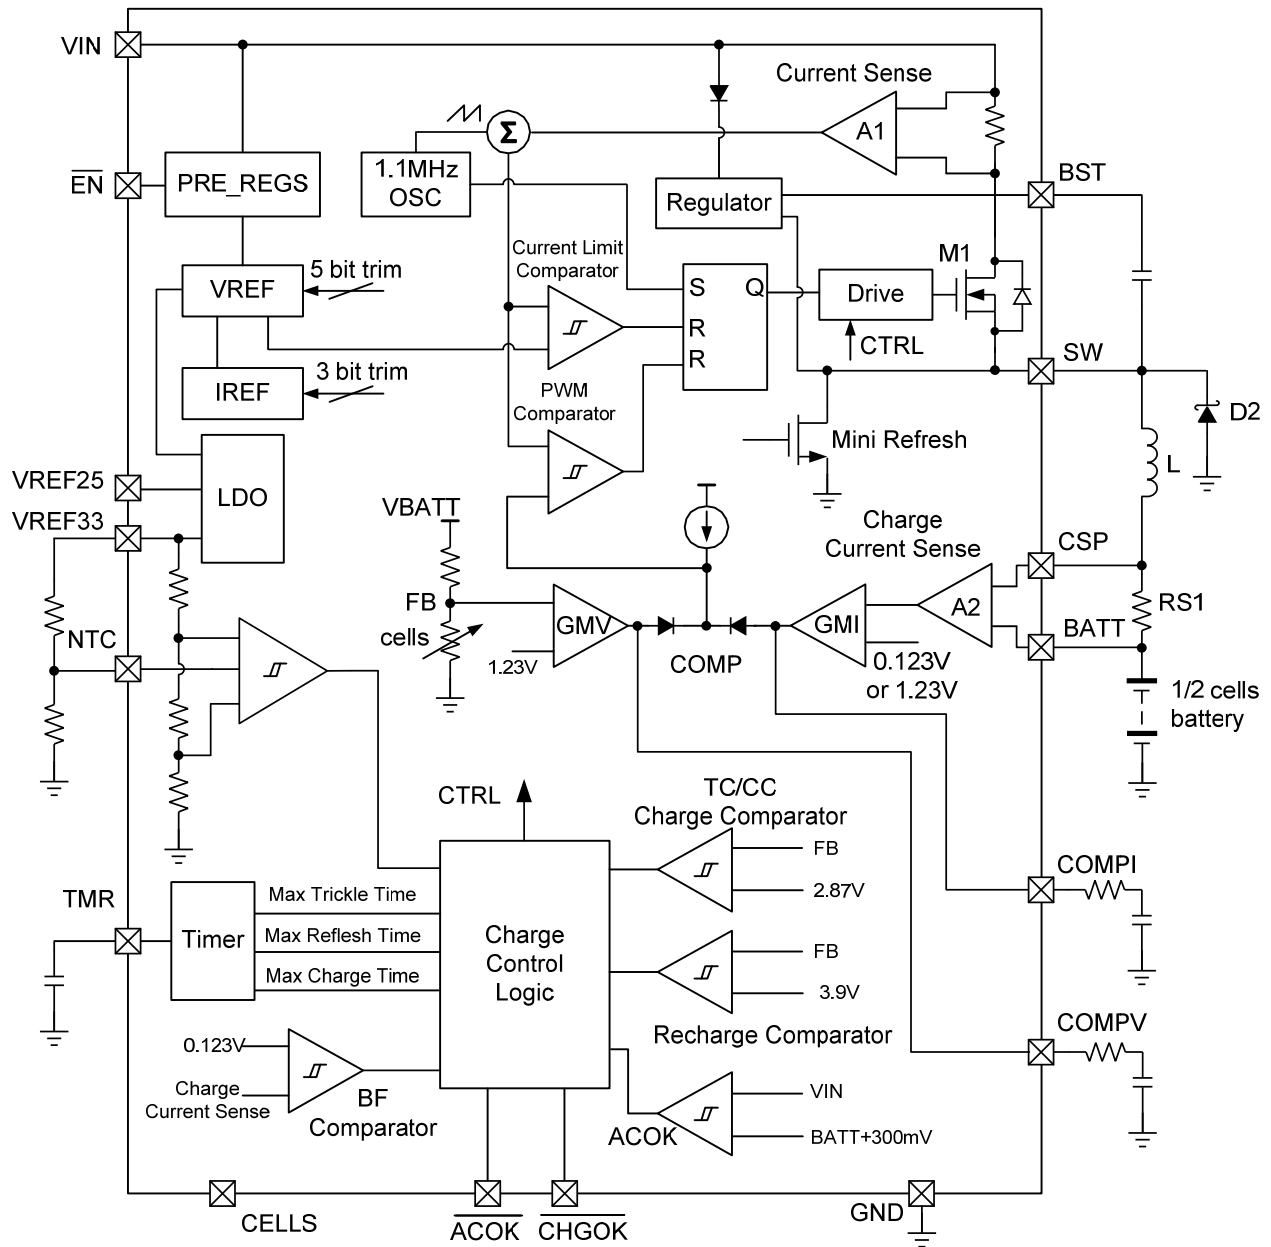 VIN
Current Sense
A1
Σ
1.1MHz
OSC
EN
PRE_REGS
Regulator
BST
Current Limit
Comparator
5 bit trim
VREF
S
Q
R
R
Drive
M1
CTRL
SW
3 bit trim
IREF
PWM
Comparator
Mini Refresh
D2
L
VREF25
LDO
VREF33
VBATT
Charge
Current Sense
CSP
FB
GMV
GMI
A2
RS1
cells
1.23V
COMP
0.123V
or 1.23V
BATT
NTC
1/2 cells
battery
CTRL
TC/CC
Charge Comparator
FB
2.87V
COMPI
TMR
Timer
Max Trickle Time
Max Reflesh Time
Max Charge Time
Charge
Control
Logic
FB
3.9V
Recharge Comparator
COMPV
0.123V
Charge
Current Sense
BF
Comparator
ACOK
VIN
BATT+300mV
CELLS
ACOK
CHGOK
GND